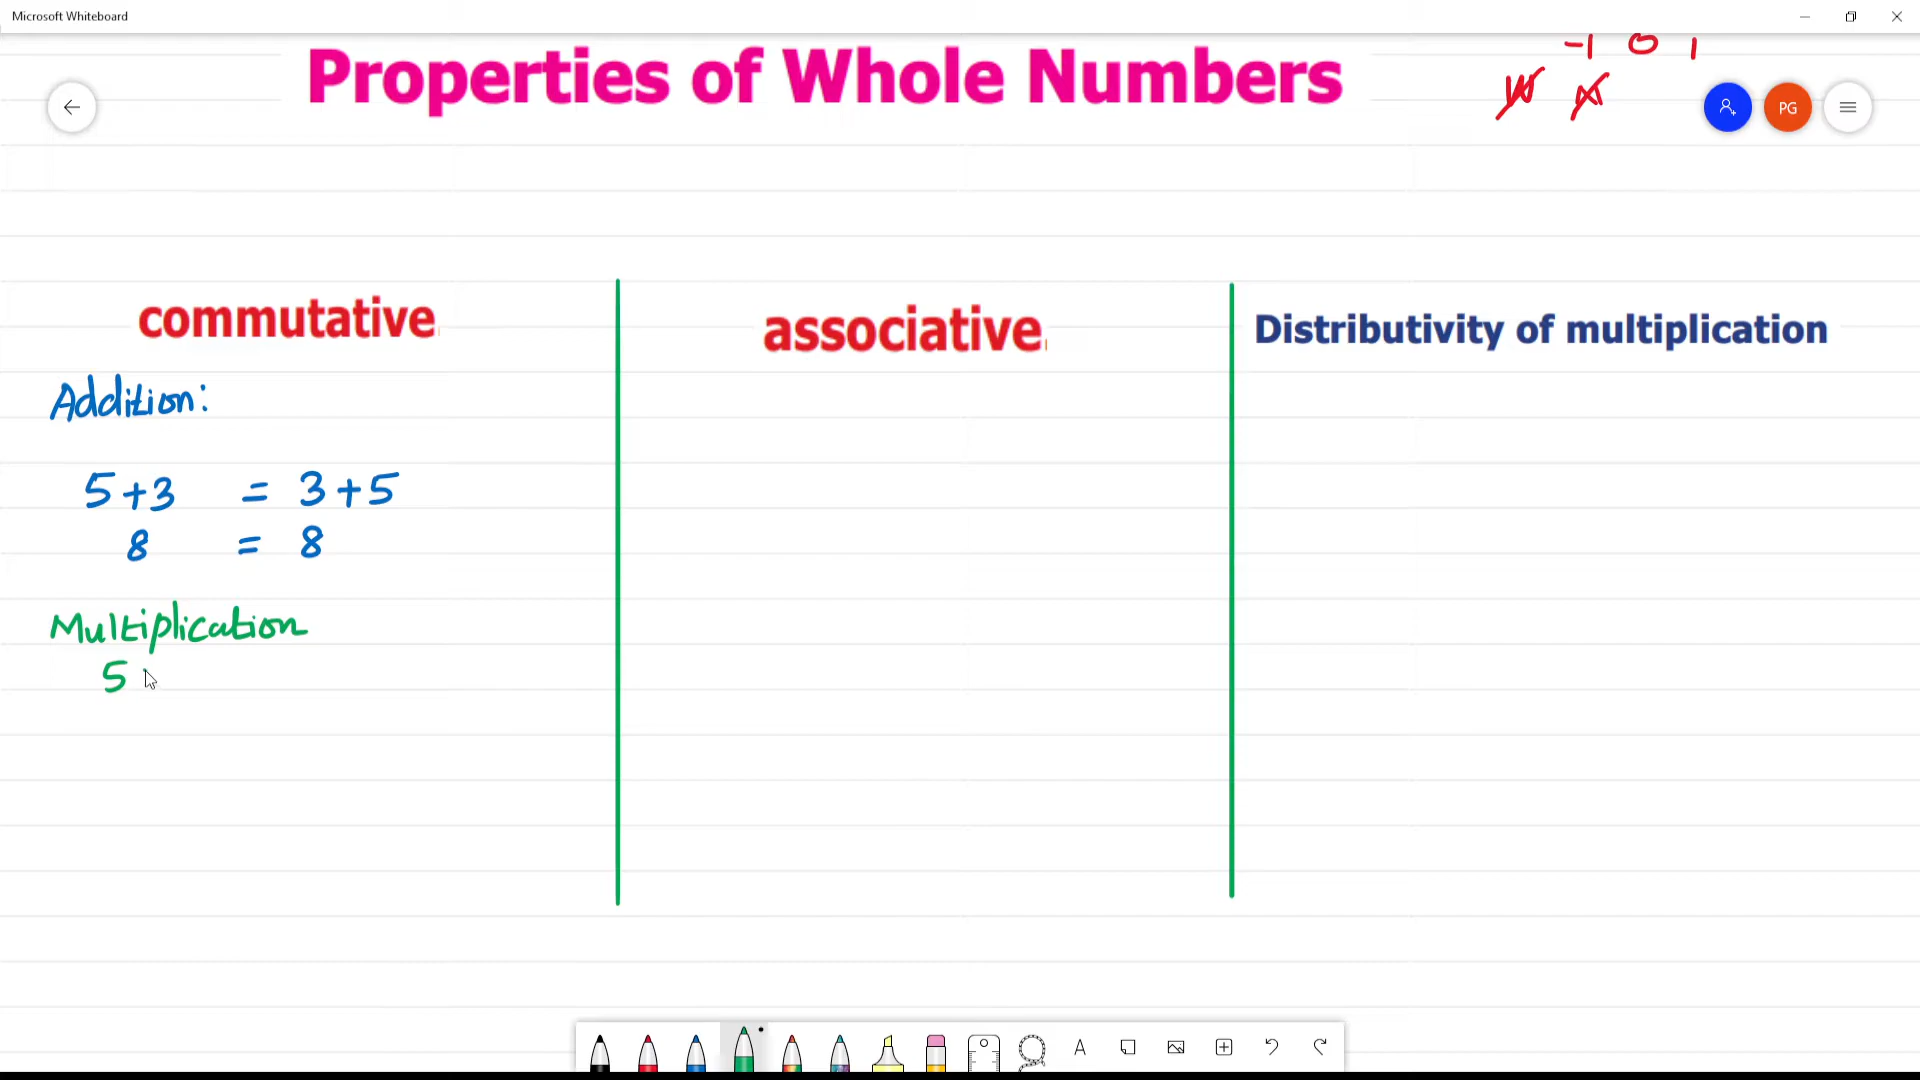 Microsoft Whiteboard
-1 0 1
Properties of Whole Numbers
W N
PG
commutative
associative
Distributivity of multiplication
Addition:
5+3 = 3+5
8 = 8
Multiplication
5
A